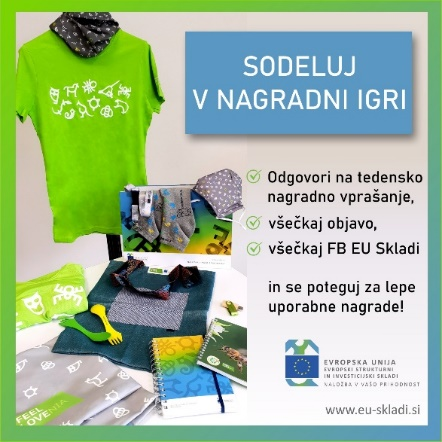 SODELUJ
V NAGRADNI IGRI
Odgovori na tedensko
nagradno vprašanje,
všečkaj objavo,
všečkaj FB EU Skladi
in se poteguj za lepe
uporabne nagrade!
EVROPSKA UNIJA
EVROPSKI STRUKTURNI
IN INVESTICIJSKI SKLADI
NALOŽBA V VAŠO PRIHODNOST
www.eu-skladi.si
FEEL